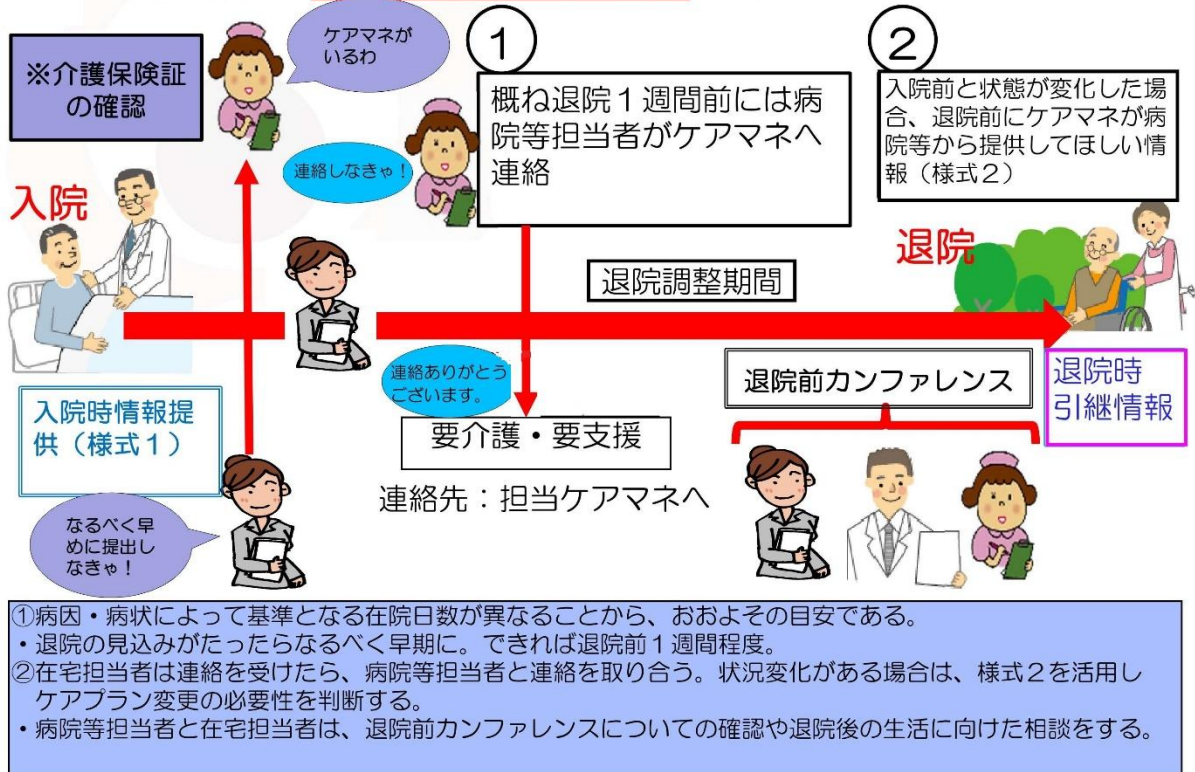 ※介護保険証
の確認
ケアマネが
いるわ
①
概ね退院１週間前には病
院等担当者がケアマネへ
連絡
②
入院前と状態が変化した場
合、退院前にケアマネが病
院等から提供してほしい情
報（様式２）
連絡しなきゃ！
入院
退院
退院調整期間
連絡ありがとう
ございます。
要介護・要支援
連絡先：担当ケアマネへ
退院前カンファレンス
退院時
引継情報
入院時情報提
供（様式１）
なるべく早
めに提出し
なきゃ！
①病因・病状によって基準となる在院日数が異なることから、おおよその目安である。
・退院の見込みがたったらなるべく早期に。できれば退院前１週間程度。
②在宅担当者は連絡を受けたら、病院等担当者と連絡を取り合う。状況変化がある場合は、様式２を活用し
ケアプラン変更の必要性を判断する。
・病院等担当者と在宅担当者は、退院前カンファレンスについての確認や退院後の生活に向けた相談をする。